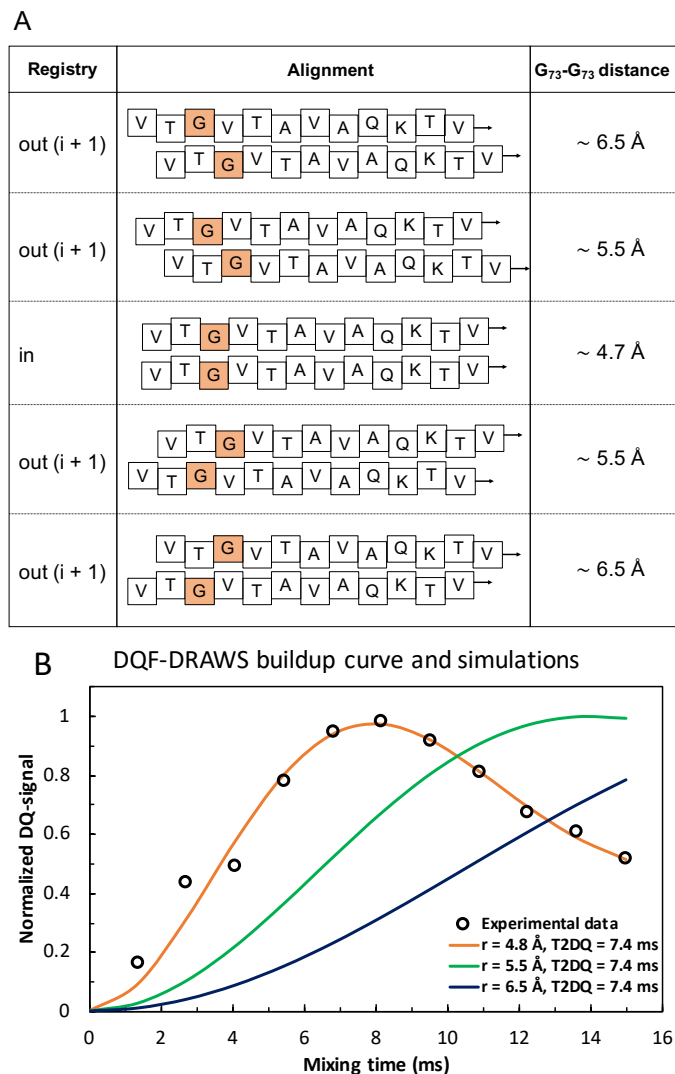 A
Registry Alignment G73-G73 distance
V T G V T A V A Q K T V
out (i + 1) ~ 6.5 Å
V T G V T A V A Q K T V
V T G V T A V A Q K T V
out (i + 1) ~ 5.5 Å
V T G V T A V A Q K T V
V T G V T A V A Q K T V
in ~ 4.7 Å
V T G V T A V A Q K T V
V T G V T A V A Q K T V
out (i + 1) ~ 5.5 Å
V T G V T A V A Q K T V
V T G V T A V A Q K T V
out (i + 1) ~ 6.5 Å
V T G V T A V A Q K T V
B DQF-DRAWS buildup curve and simulations
1
0.8
0.6
0.4
0.2
0
Normalized DQ-signal
Experimental data
r = 4.8 Å, T2DQ = 7.4 ms
r = 5.5 Å, T2DQ = 7.4 ms
r = 6.5 Å, T2DQ = 7.4 ms
0 2 4 6 8 10 12 14 16
Mixing time (ms)